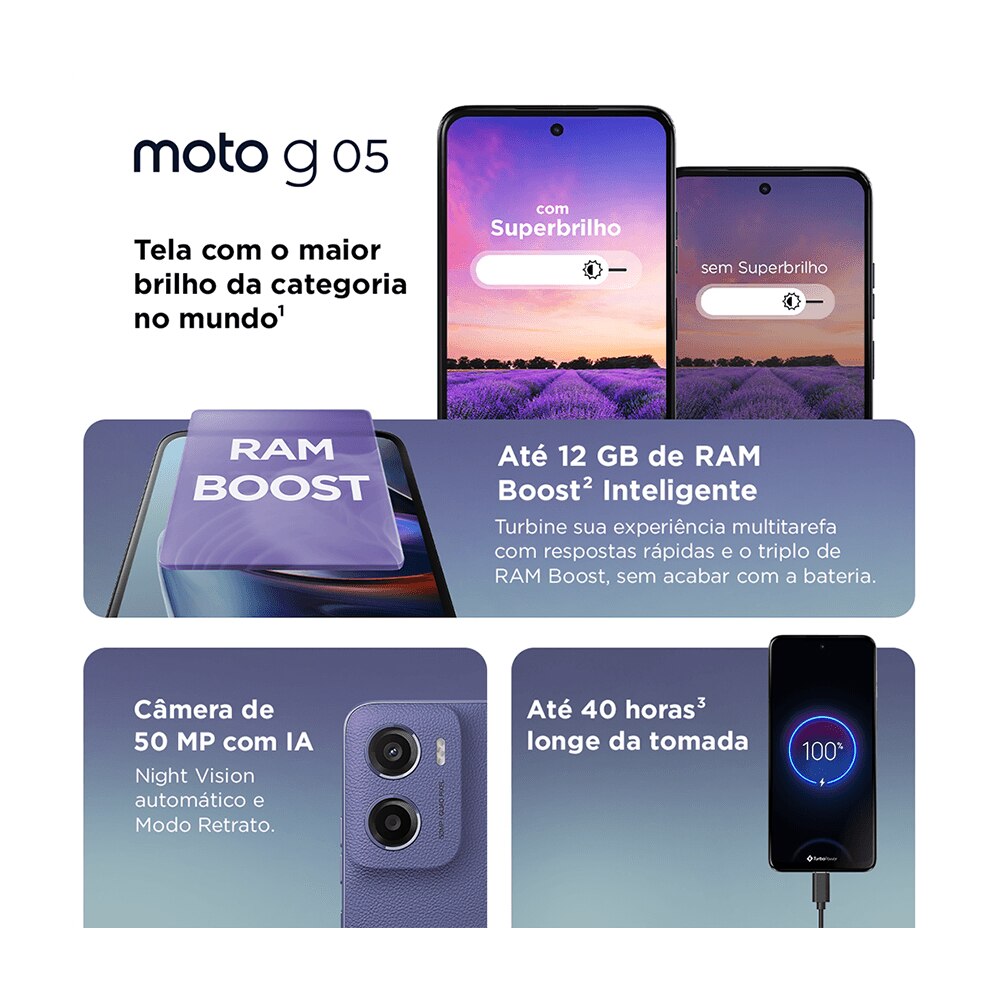 moto g 05
Tela com o maior
brilho da categoria
no mundo¹
com
Superbrilho
sem Superbrilho
RAM
BOOST
Até 12 GB de RAM
Boost² Inteligente
Turbine sua experiência multitarefa
com respostas rápidas e o triplo de
RAM Boost, sem acabar com a bateria.
Câmera de
50 MP com IA
Night Vision
automático e
Modo Retrato.
Até 40 horas³
longe da tomada
100%
TurboPower